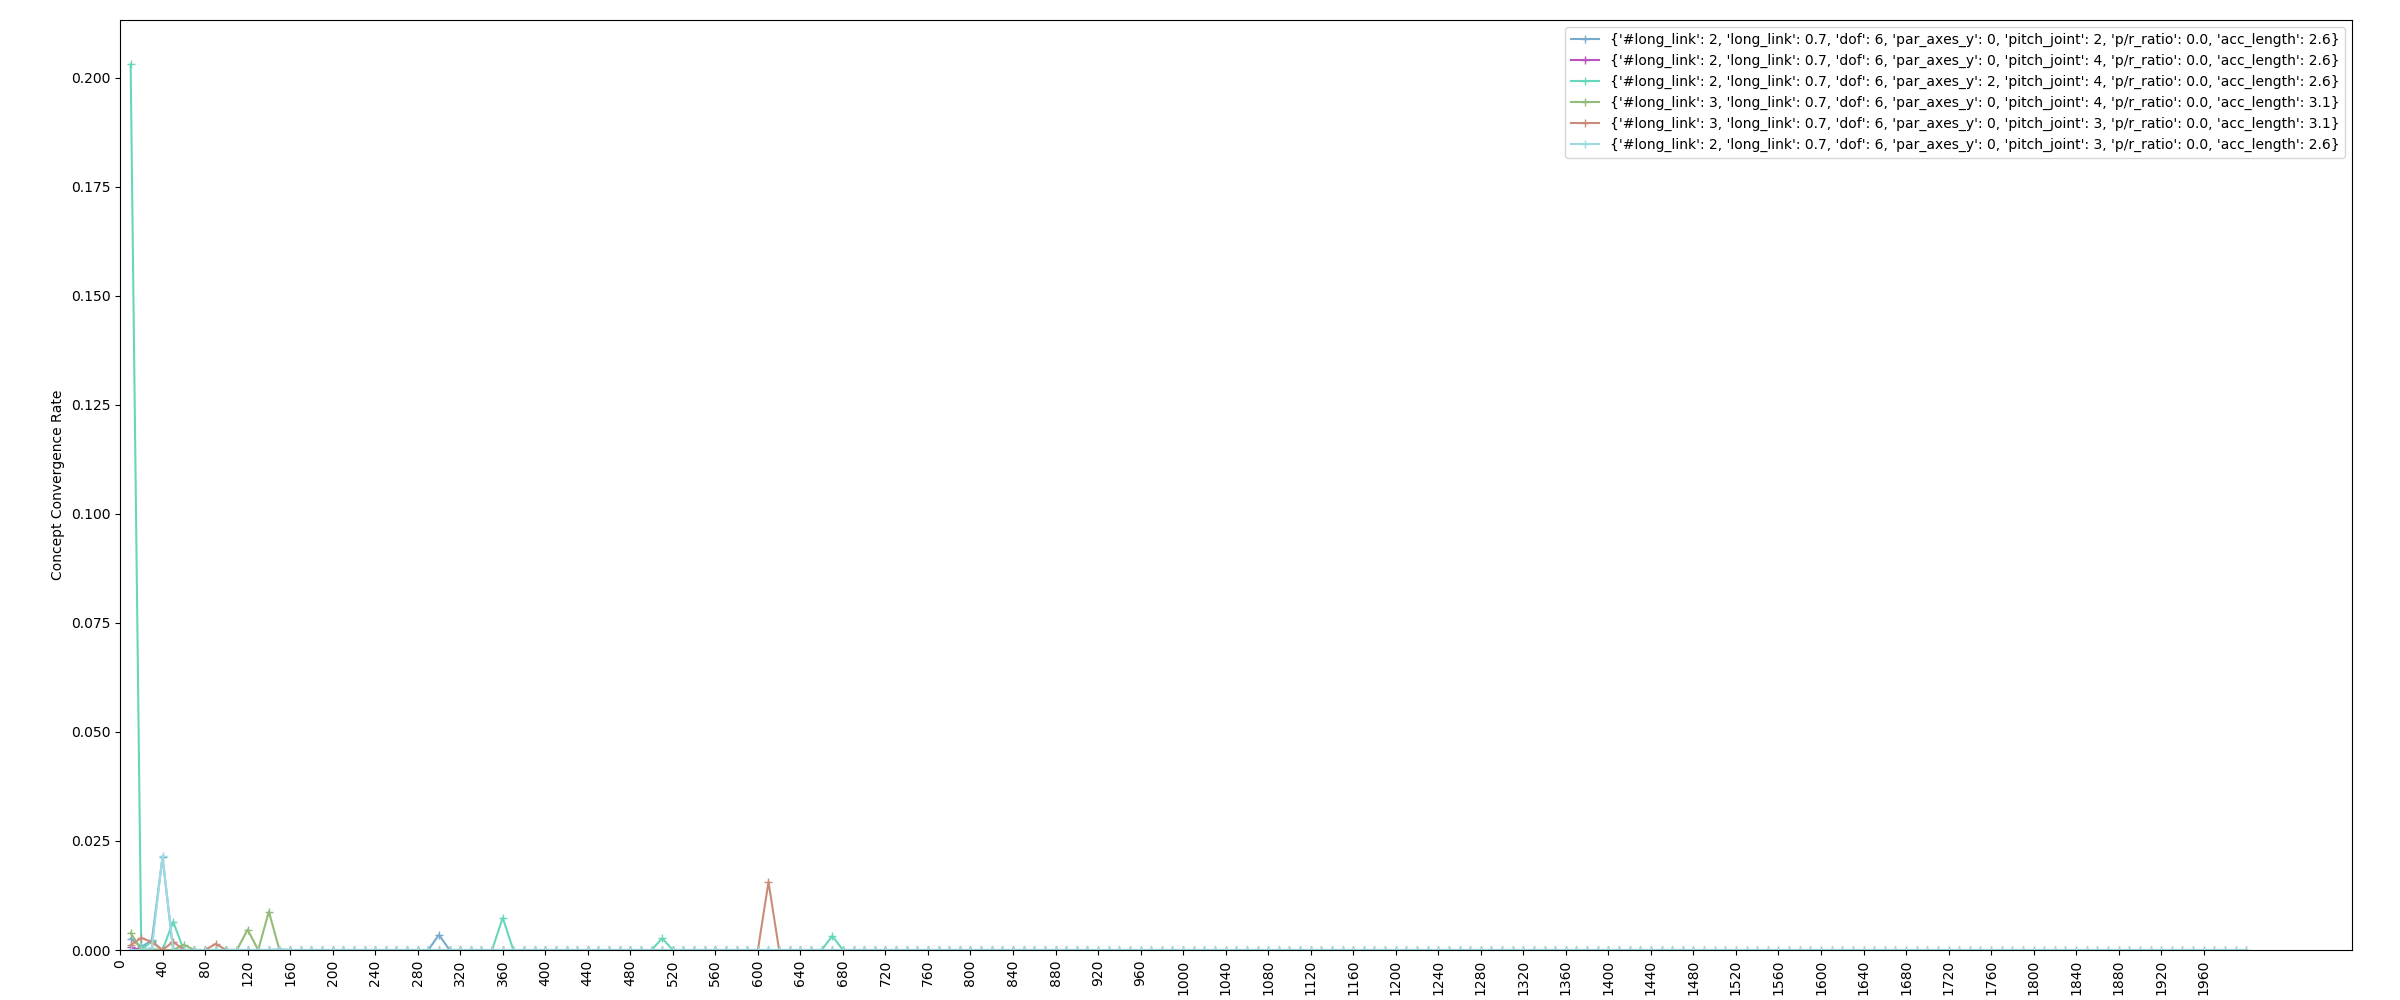 {'#long_link': 2, 'long_link': 0.7, 'dof': 6, 'par_axes_y': 0, 'pitch_joint': 2, 'p/r_ratio': 0.0, 'acc_length': 2.6}
{'#long_link': 2, 'long_link': 0.7, 'dof': 6, 'par_axes_y': 0, 'pitch_joint': 4, 'p/r_ratio': 0.0, 'acc_length': 2.6}
{'#long_link': 2, 'long_link': 0.7, 'dof': 6, 'par_axes_y': 2, 'pitch_joint': 4, 'p/r_ratio': 0.0, 'acc_length': 2.6}
{'#long_link': 3, 'long_link': 0.7, 'dof': 6, 'par_axes_y': 0, 'pitch_joint': 4, 'p/r_ratio': 0.0, 'acc_length': 3.1}
{'#long_link': 3, 'long_link': 0.7, 'dof': 6, 'par_axes_y': 0, 'pitch_joint': 3, 'p/r_ratio': 0.0, 'acc_length': 3.1}
{'#long_link': 2, 'long_link': 0.7, 'dof': 6, 'par_axes_y': 0, 'pitch_joint': 3, 'p/r_ratio': 0.0, 'acc_length': 2.6}
Concept Convergence Rate
0.200
0.175
0.150
0.125
0.100
0.075
0.050
0.025
0.000
0 40 80 120 160 200 240 280 320 360 400 440 480 520 560 600 640 680 720 760 800 840 880 920 960 1000 1040 1080 1120 1160 1200 1240 1280 1320 1360 1400 1440 1480 1520 1560 1600 1640 1680 1720 1760 1800 1840 1880 1920 1960